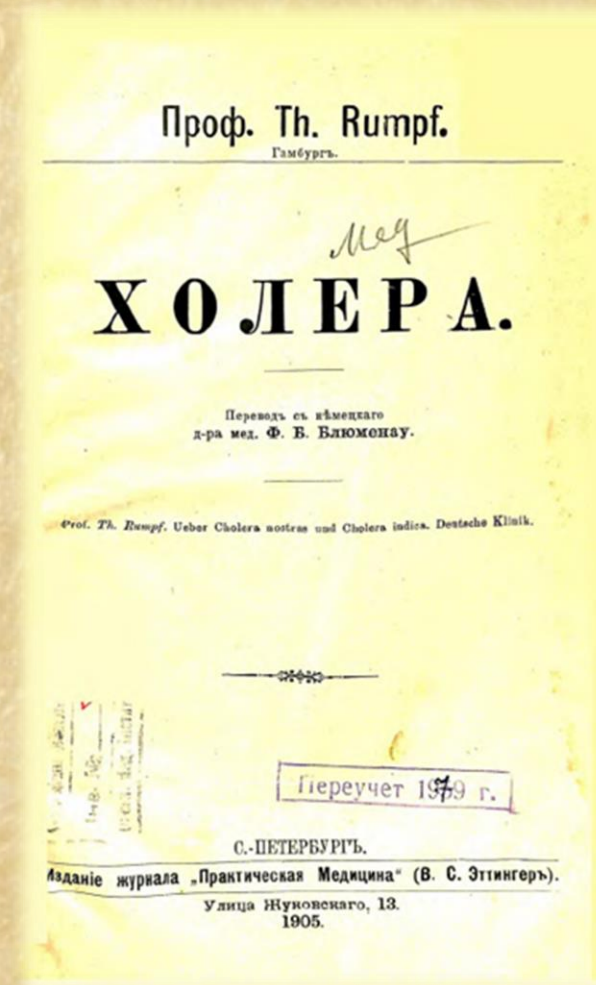 Проф. Th. Rumpf.
Гамбургъ.
Мед
ХОЛЕРА.
Переводъ съ нѣмецкаго
д-ра мед. Ф. Б. Блюменау.
Prof. Th. Rumpf. Ueber Cholera nostras und Cholera indica. Deutsche Klinik.
Переучет 1979 г.
С.-ПЕТЕРБУРГЪ.
Изданіе журнала „Практическая Медицина“ (В. С. Эттингеръ).
Улица Жуковскаго, 13.
1905.